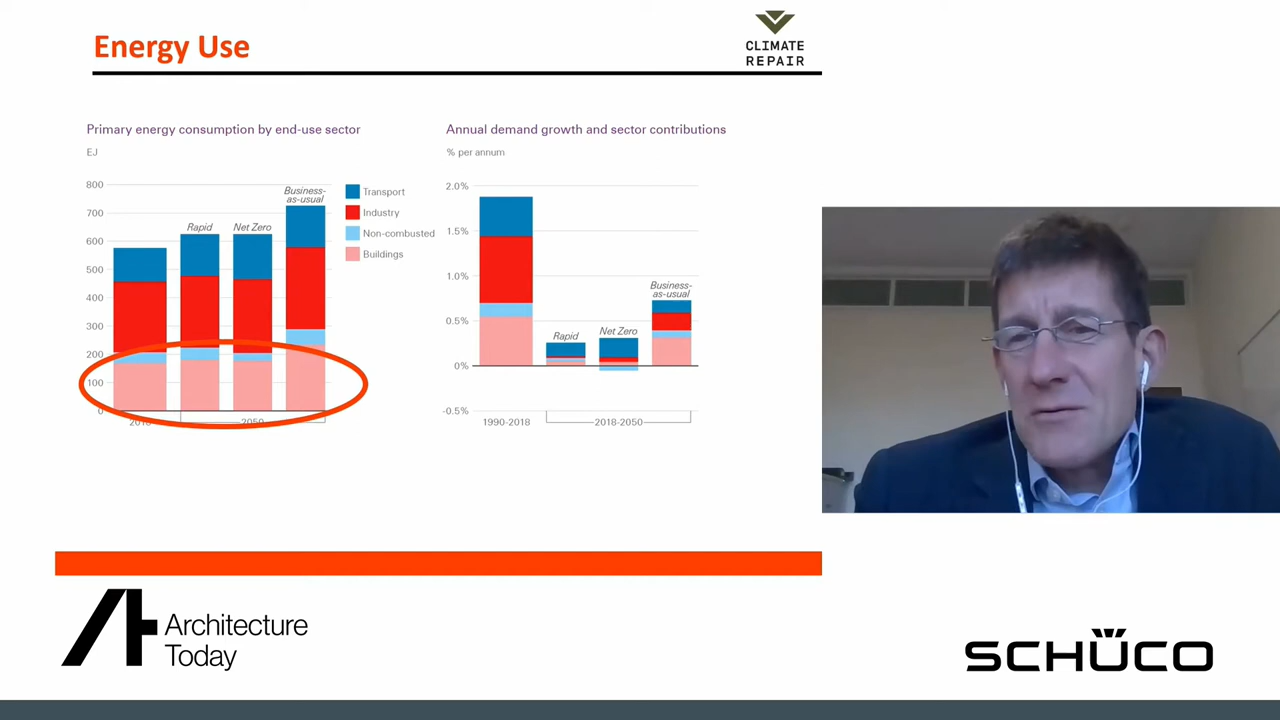 Energy Use
CLIMATE
REPAIR
Primary energy consumption by end-use sector
EJ
800
700
600
500
400
300
200
100
0
Rapid
Net Zero
Business-
as-usual
2018
2050
Transport
Industry
Non-combusted
Buildings
Annual demand growth and sector contributions
% per annum
2.0%
1.5%
1.0%
0.5%
0%
-0.5%
Rapid
Net Zero
Business-
as-usual
1990-2018
2018-2050
Architecture
Today
SCHÜCO